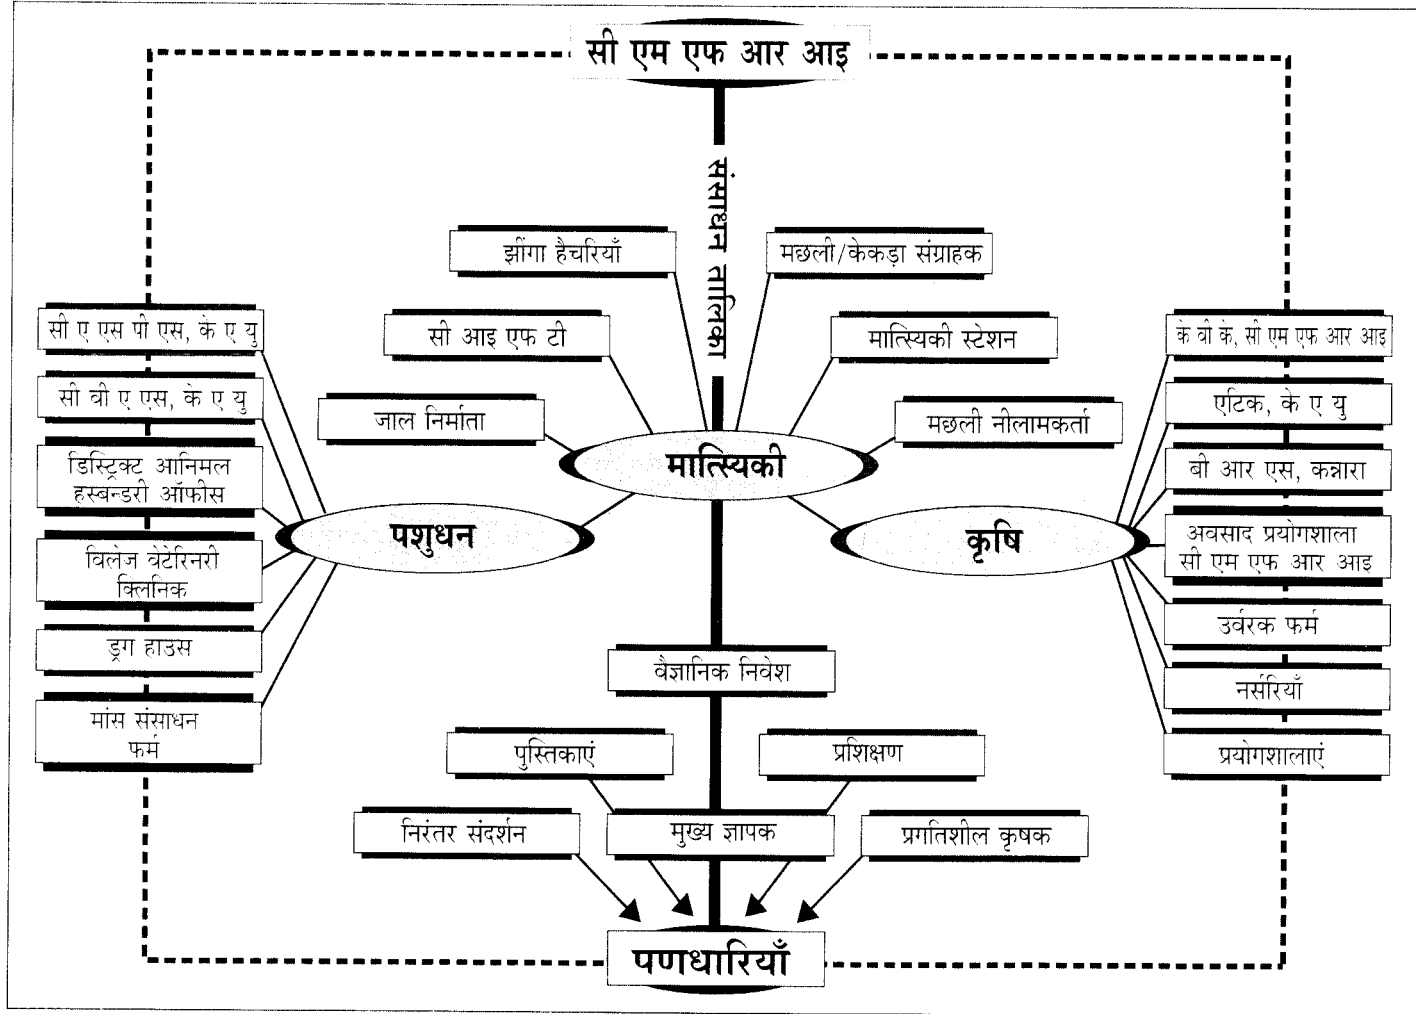 सी एम एफ आर आइ
संसाधन तालिका
झींगा हैचरियाँ
मछली/केकड़ा संग्राहक
सी आइ एफ टी
मात्स्यिकी स्टेशन
जाल निर्माता
मछली नीलामकर्ता
मात्स्यिकी
सी ए एस पी एस, के ए यु
सी वी ए एस, के ए यु
डिस्ट्रिक्ट आनिमल
हस्बन्डरी ऑफीस
विलेज वेटेरिनरी
क्लिनिक
ड्रग हाउस
मांस संसाधन
फर्म
पशुधन
कृषि
के वी के, सी एम एफ आर आइ
एटिक, के ए यु
बी आर एस, कन्नारा
अवसाद प्रयोगशाला
सी एम एफ आर आइ
उर्वरक फर्म
नर्सरियाँ
प्रयोगशालाएं
वैज्ञानिक निवेश
पुस्तिकाएं
प्रशिक्षण
निरंतर संदर्शन
मुख्य ज्ञापक
प्रगतिशील कृषक
पणधारियाँ